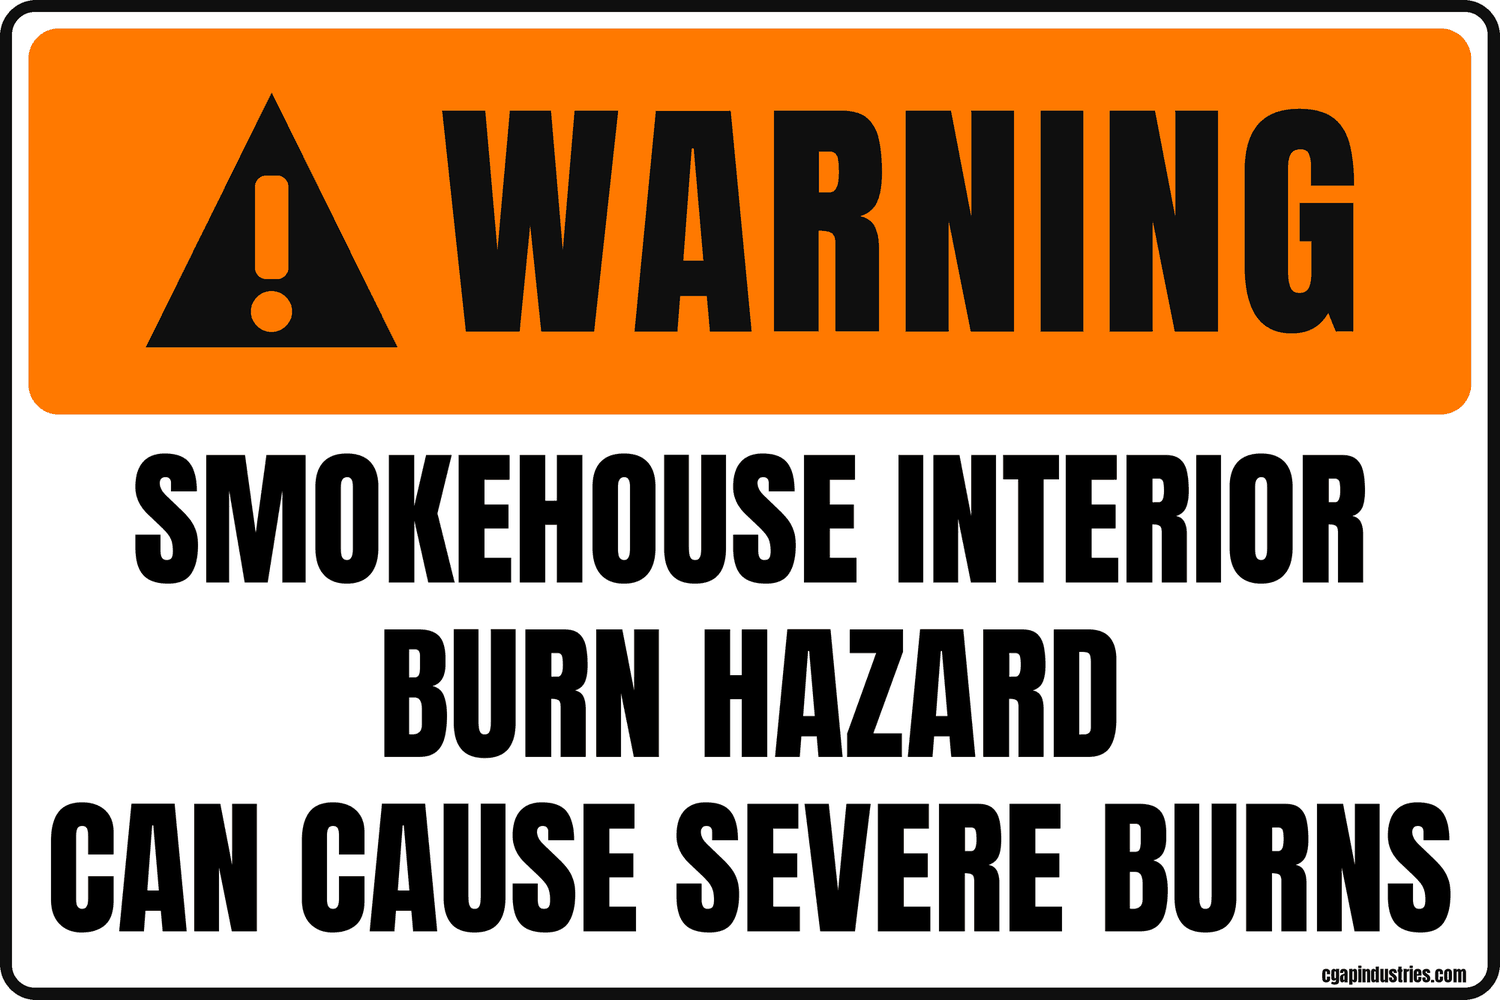 WARNING
SMOKEHOUSE INTERIOR
BURN HAZARD
CAN CAUSE SEVERE BURNS
cgapindustries.com